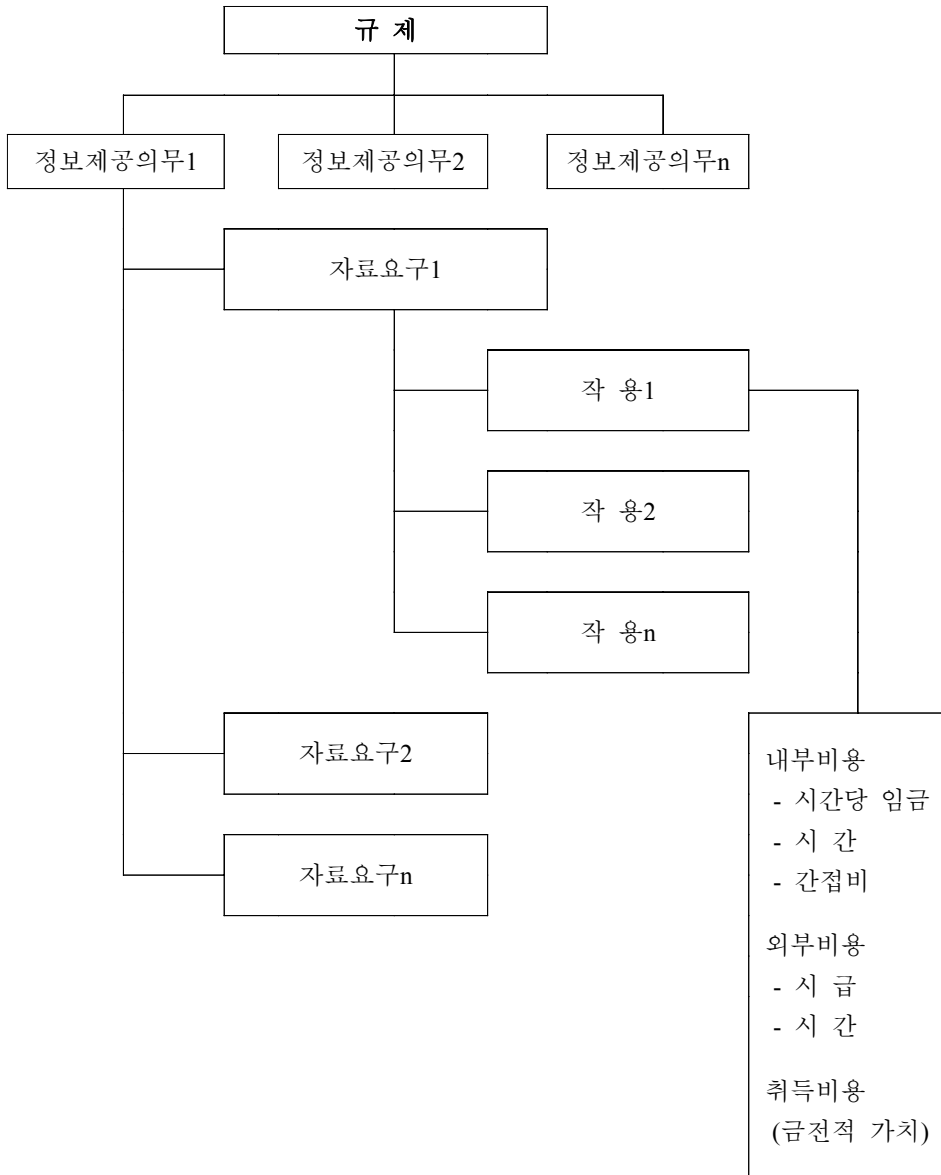 규 제
정보제공의무1
정보제공의무2
정보제공의무n
자료요구1
작 용1
작 용2
작 용n
자료요구2
자료요구n
내부비용
- 시간당 임금
- 시 간
- 간접비
외부비용
- 시 급
- 시 간
취득비용
(금전적 가치)